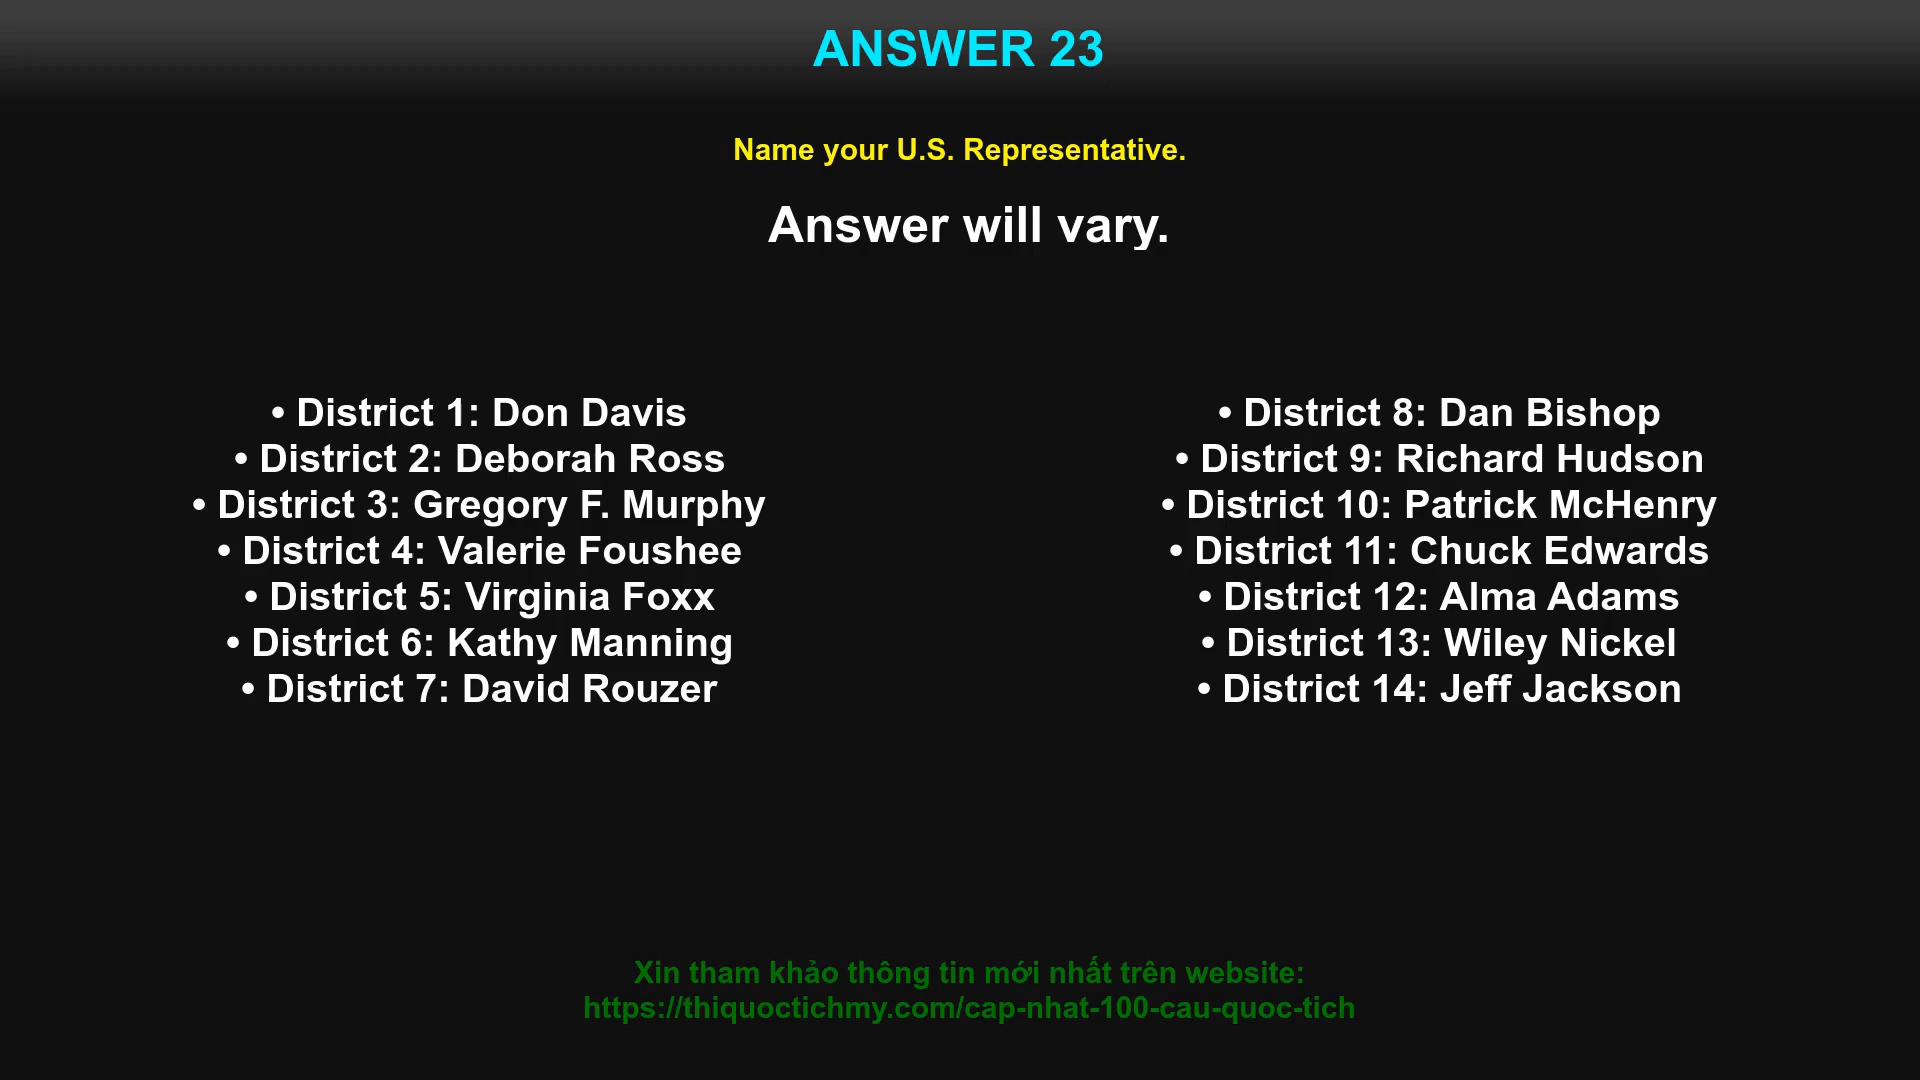 ANSWER 23
Name your U.S. Representative.
Answer will vary.
• District 1: Don Davis
• District 2: Deborah Ross
• District 3: Gregory F. Murphy
• District 4: Valerie Foushee
• District 5: Virginia Foxx
• District 6: Kathy Manning
• District 7: David Rouzer
• District 8: Dan Bishop
• District 9: Richard Hudson
• District 10: Patrick McHenry
• District 11: Chuck Edwards
• District 12: Alma Adams
• District 13: Wiley Nickel
• District 14: Jeff Jackson
Xin tham khảo thông tin mới nhất trên website:
https://thiquoctichmy.com/cap-nhat-100-cau-quoc-tich